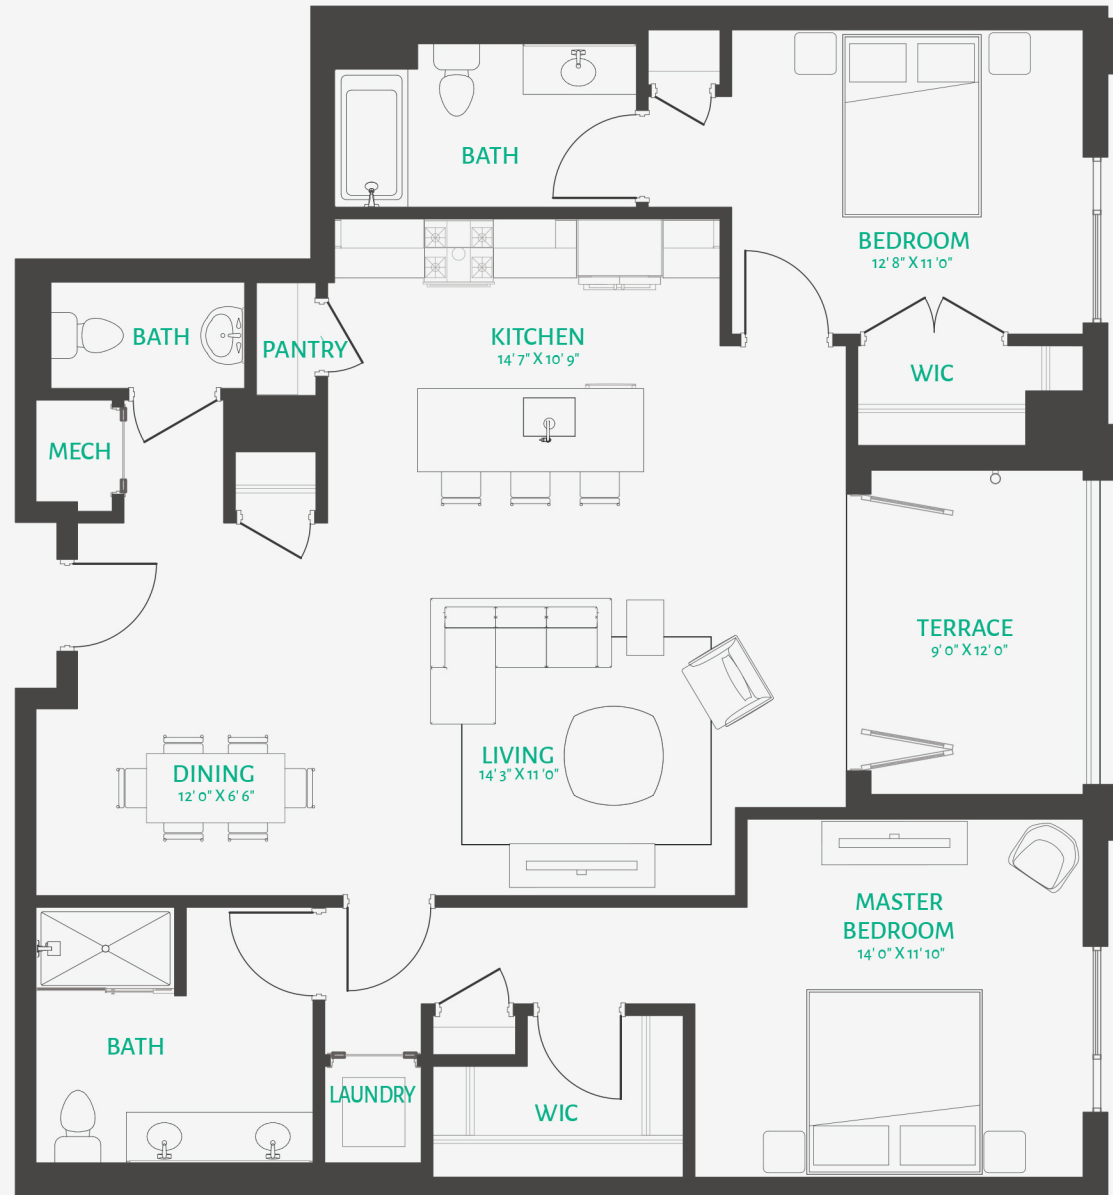 BATH
BEDROOM
12' 8" X 11 '0"
BATH
PANTRY
KITCHEN
14' 7" X 10' 9"
WIC
MECH
TERRACE
9' 0" X 12' 0"
LIVING
14' 3" X 11 '0"
DINING
12' 0" X 6' 6"
MASTER
BEDROOM
14' 0" X 11' 10"
BATH
LAUNDRY
WIC